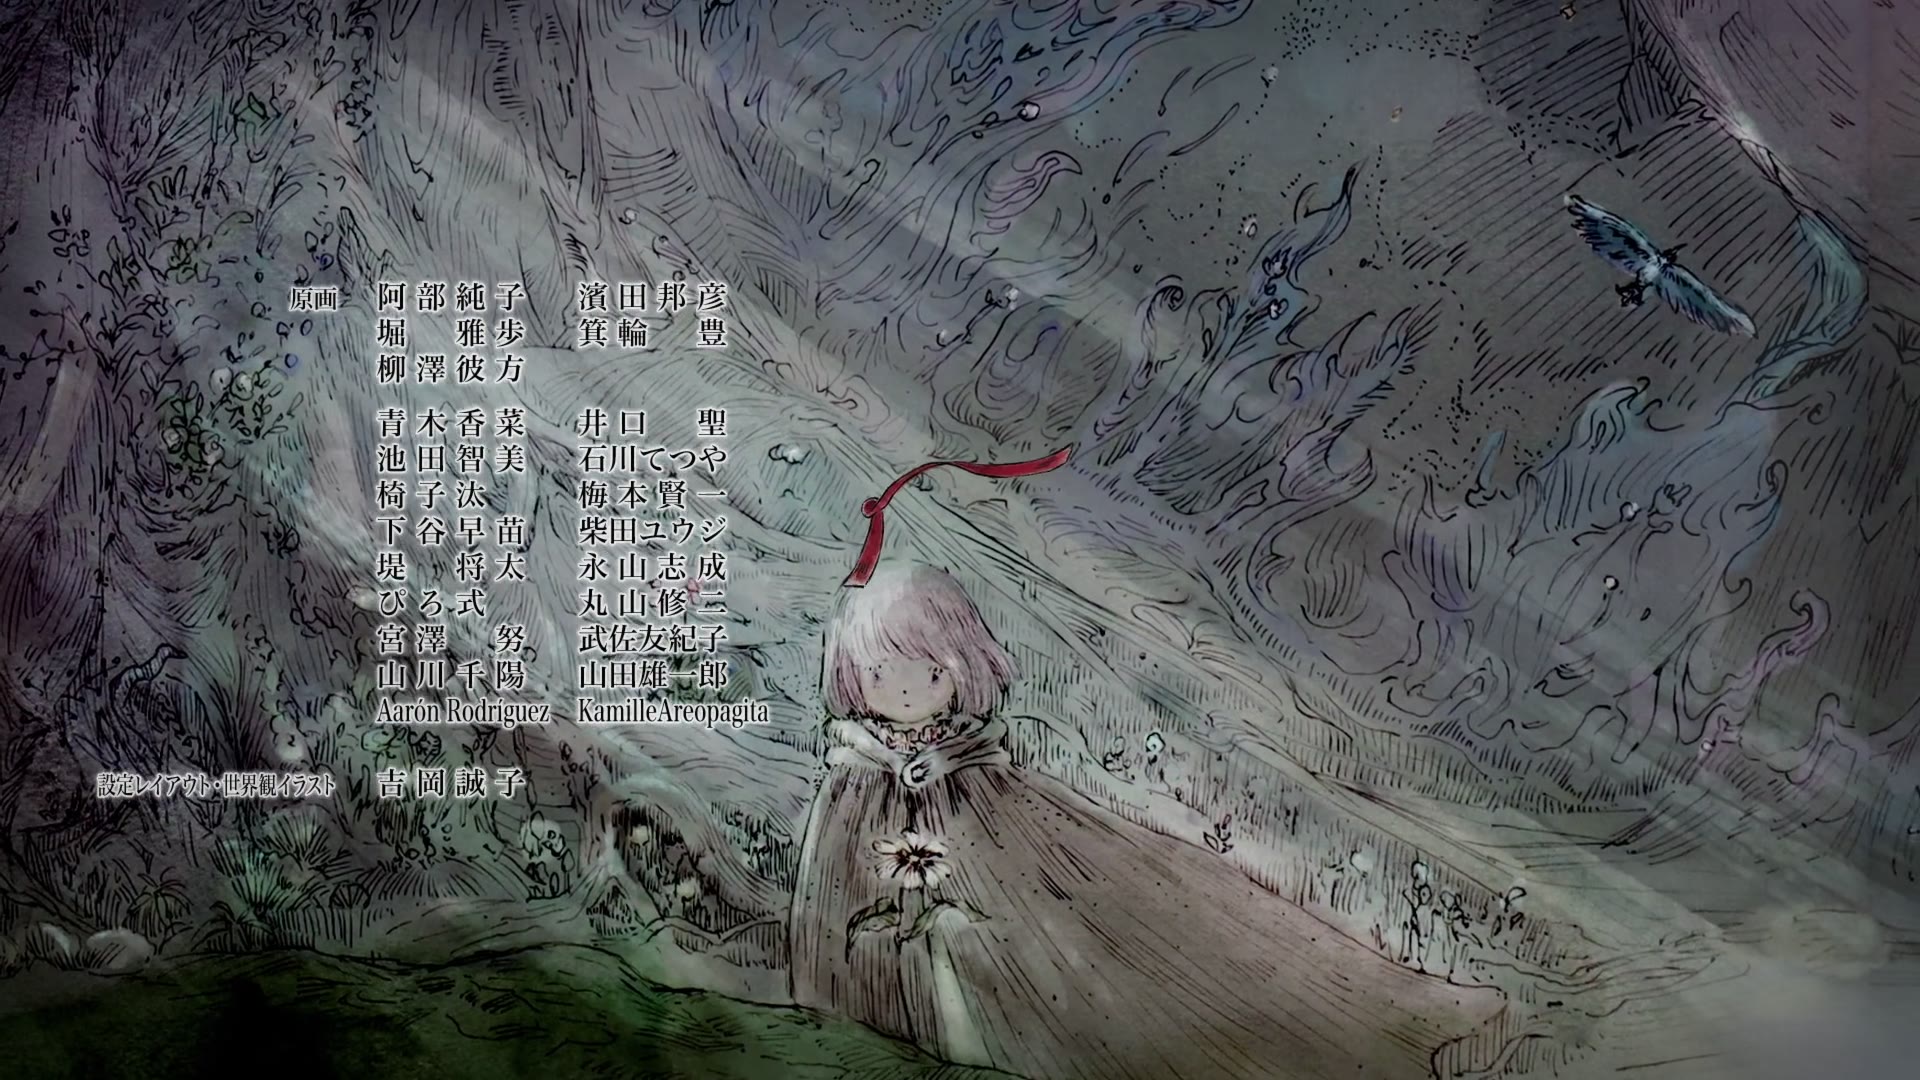 原画 阿部純子 濱田邦彦
堀 雅歩 箕輪 豊
柳澤彼方
青木香菜 井口 聖
池田智美 石川てつや
椅子汰 梅本賢一
下谷早苗 柴田ユウジ
堤 将太 永山志成
ぴろ式 丸山修二
宮澤 努 武佐友紀子
山川千陽 山田雄一郎
Aarón Rodríguez KamilleAreopagita
設定レイアウト・世界観イラスト 吉岡誠子